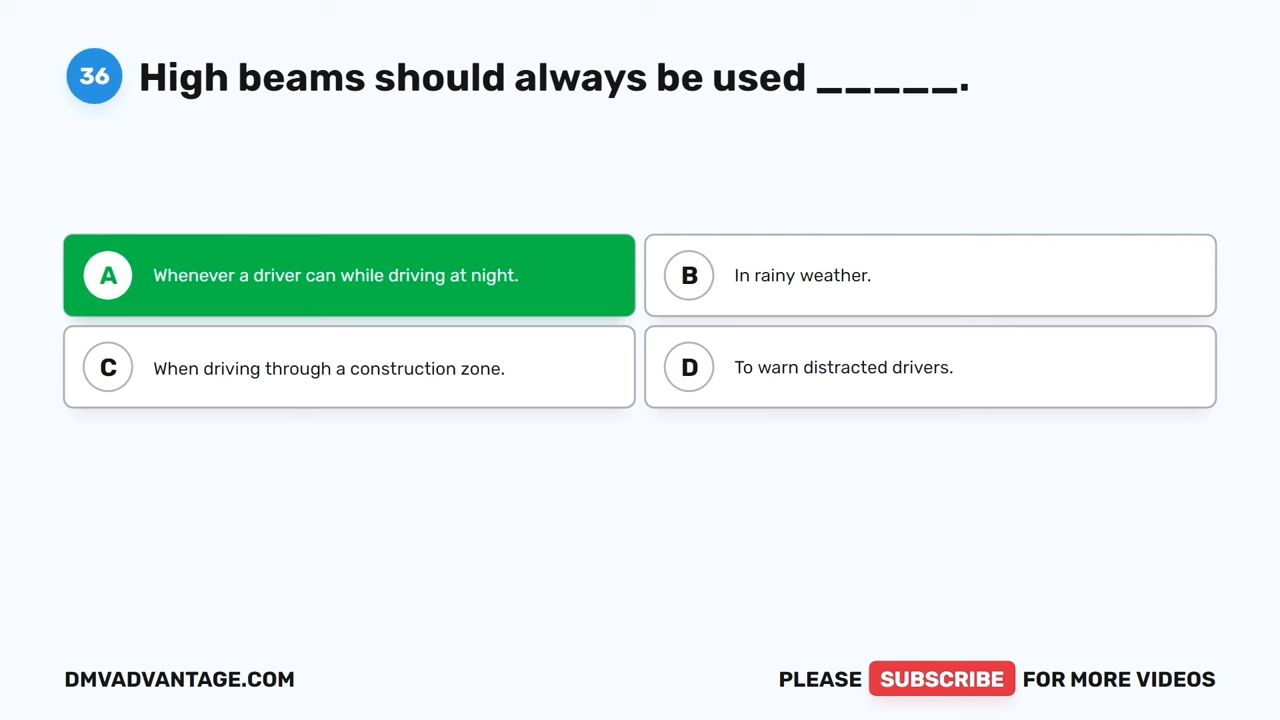 36 High beams should always be used _____.
A Whenever a driver can while driving at night.
B In rainy weather.
C When driving through a construction zone.
D To warn distracted drivers.
DMVADVANTAGE.COM
PLEASE SUBSCRIBE FOR MORE VIDEOS